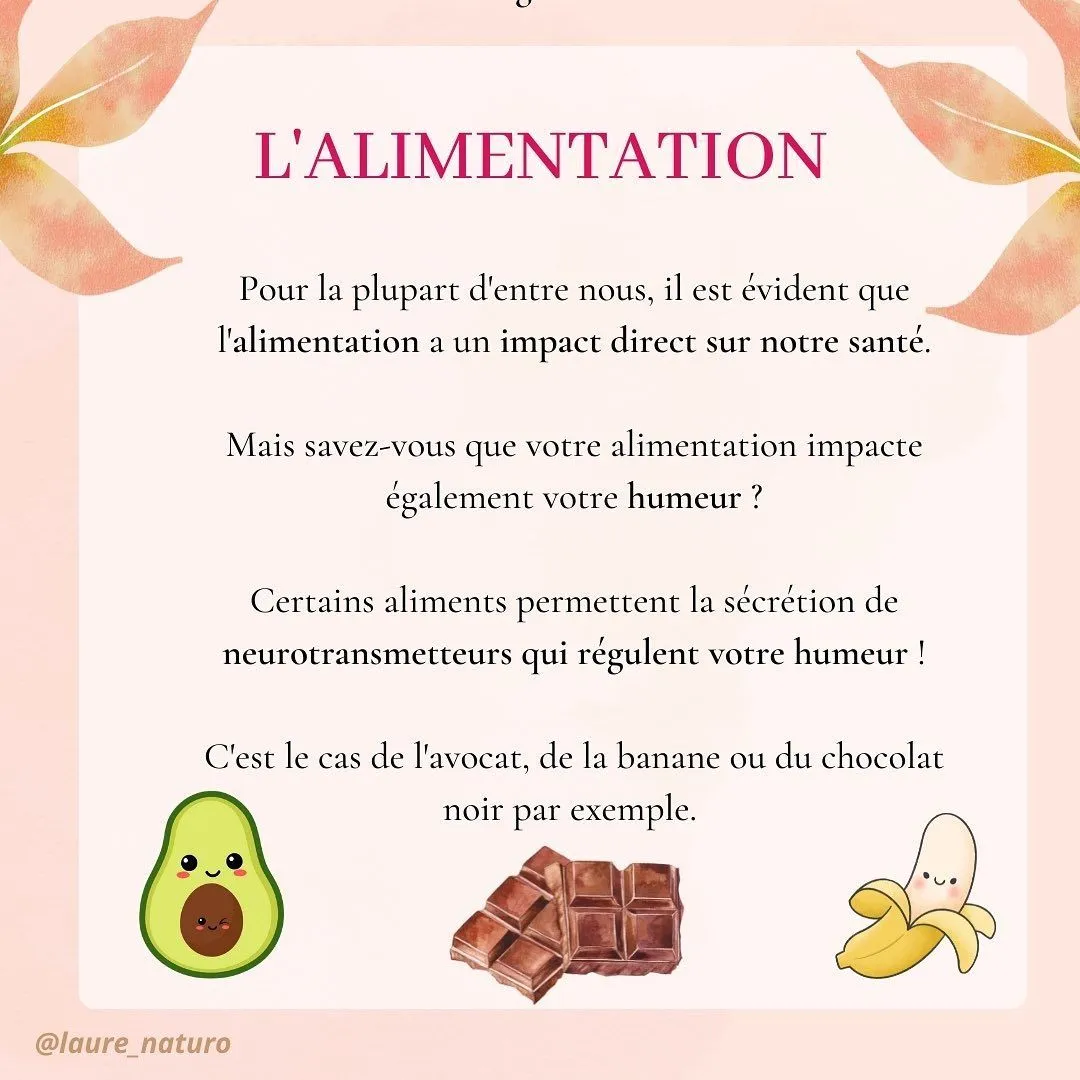 L'ALIMENTATION
Pour la plupart d'entre nous, il est évident que
l'alimentation a un impact direct sur notre santé.
Mais savez-vous que votre alimentation impacte
également votre humeur ?
Certains aliments permettent la sécrétion de
neurotransmetteurs qui régulent votre humeur !
C'est le cas de l'avocat, de la banane ou du chocolat
noir par exemple.
@laure_naturo